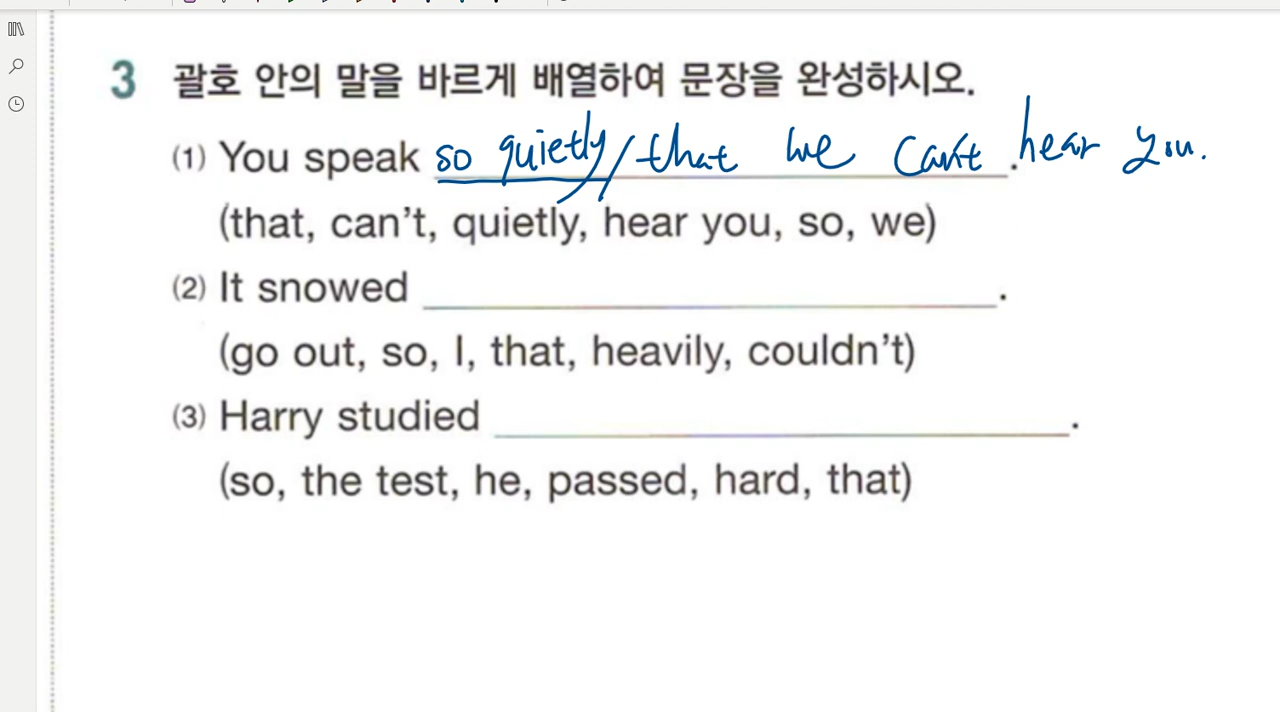 3 괄호 안의 말을 바르게 배열하여 문장을 완성하시오.
(1) You speak so quietly / that we can't hear you.
(that, can't, quietly, hear you, so, we)
(2) It snowed .
(go out, so, I, that, heavily, couldn't)
(3) Harry studied .
(so, the test, he, passed, hard, that)